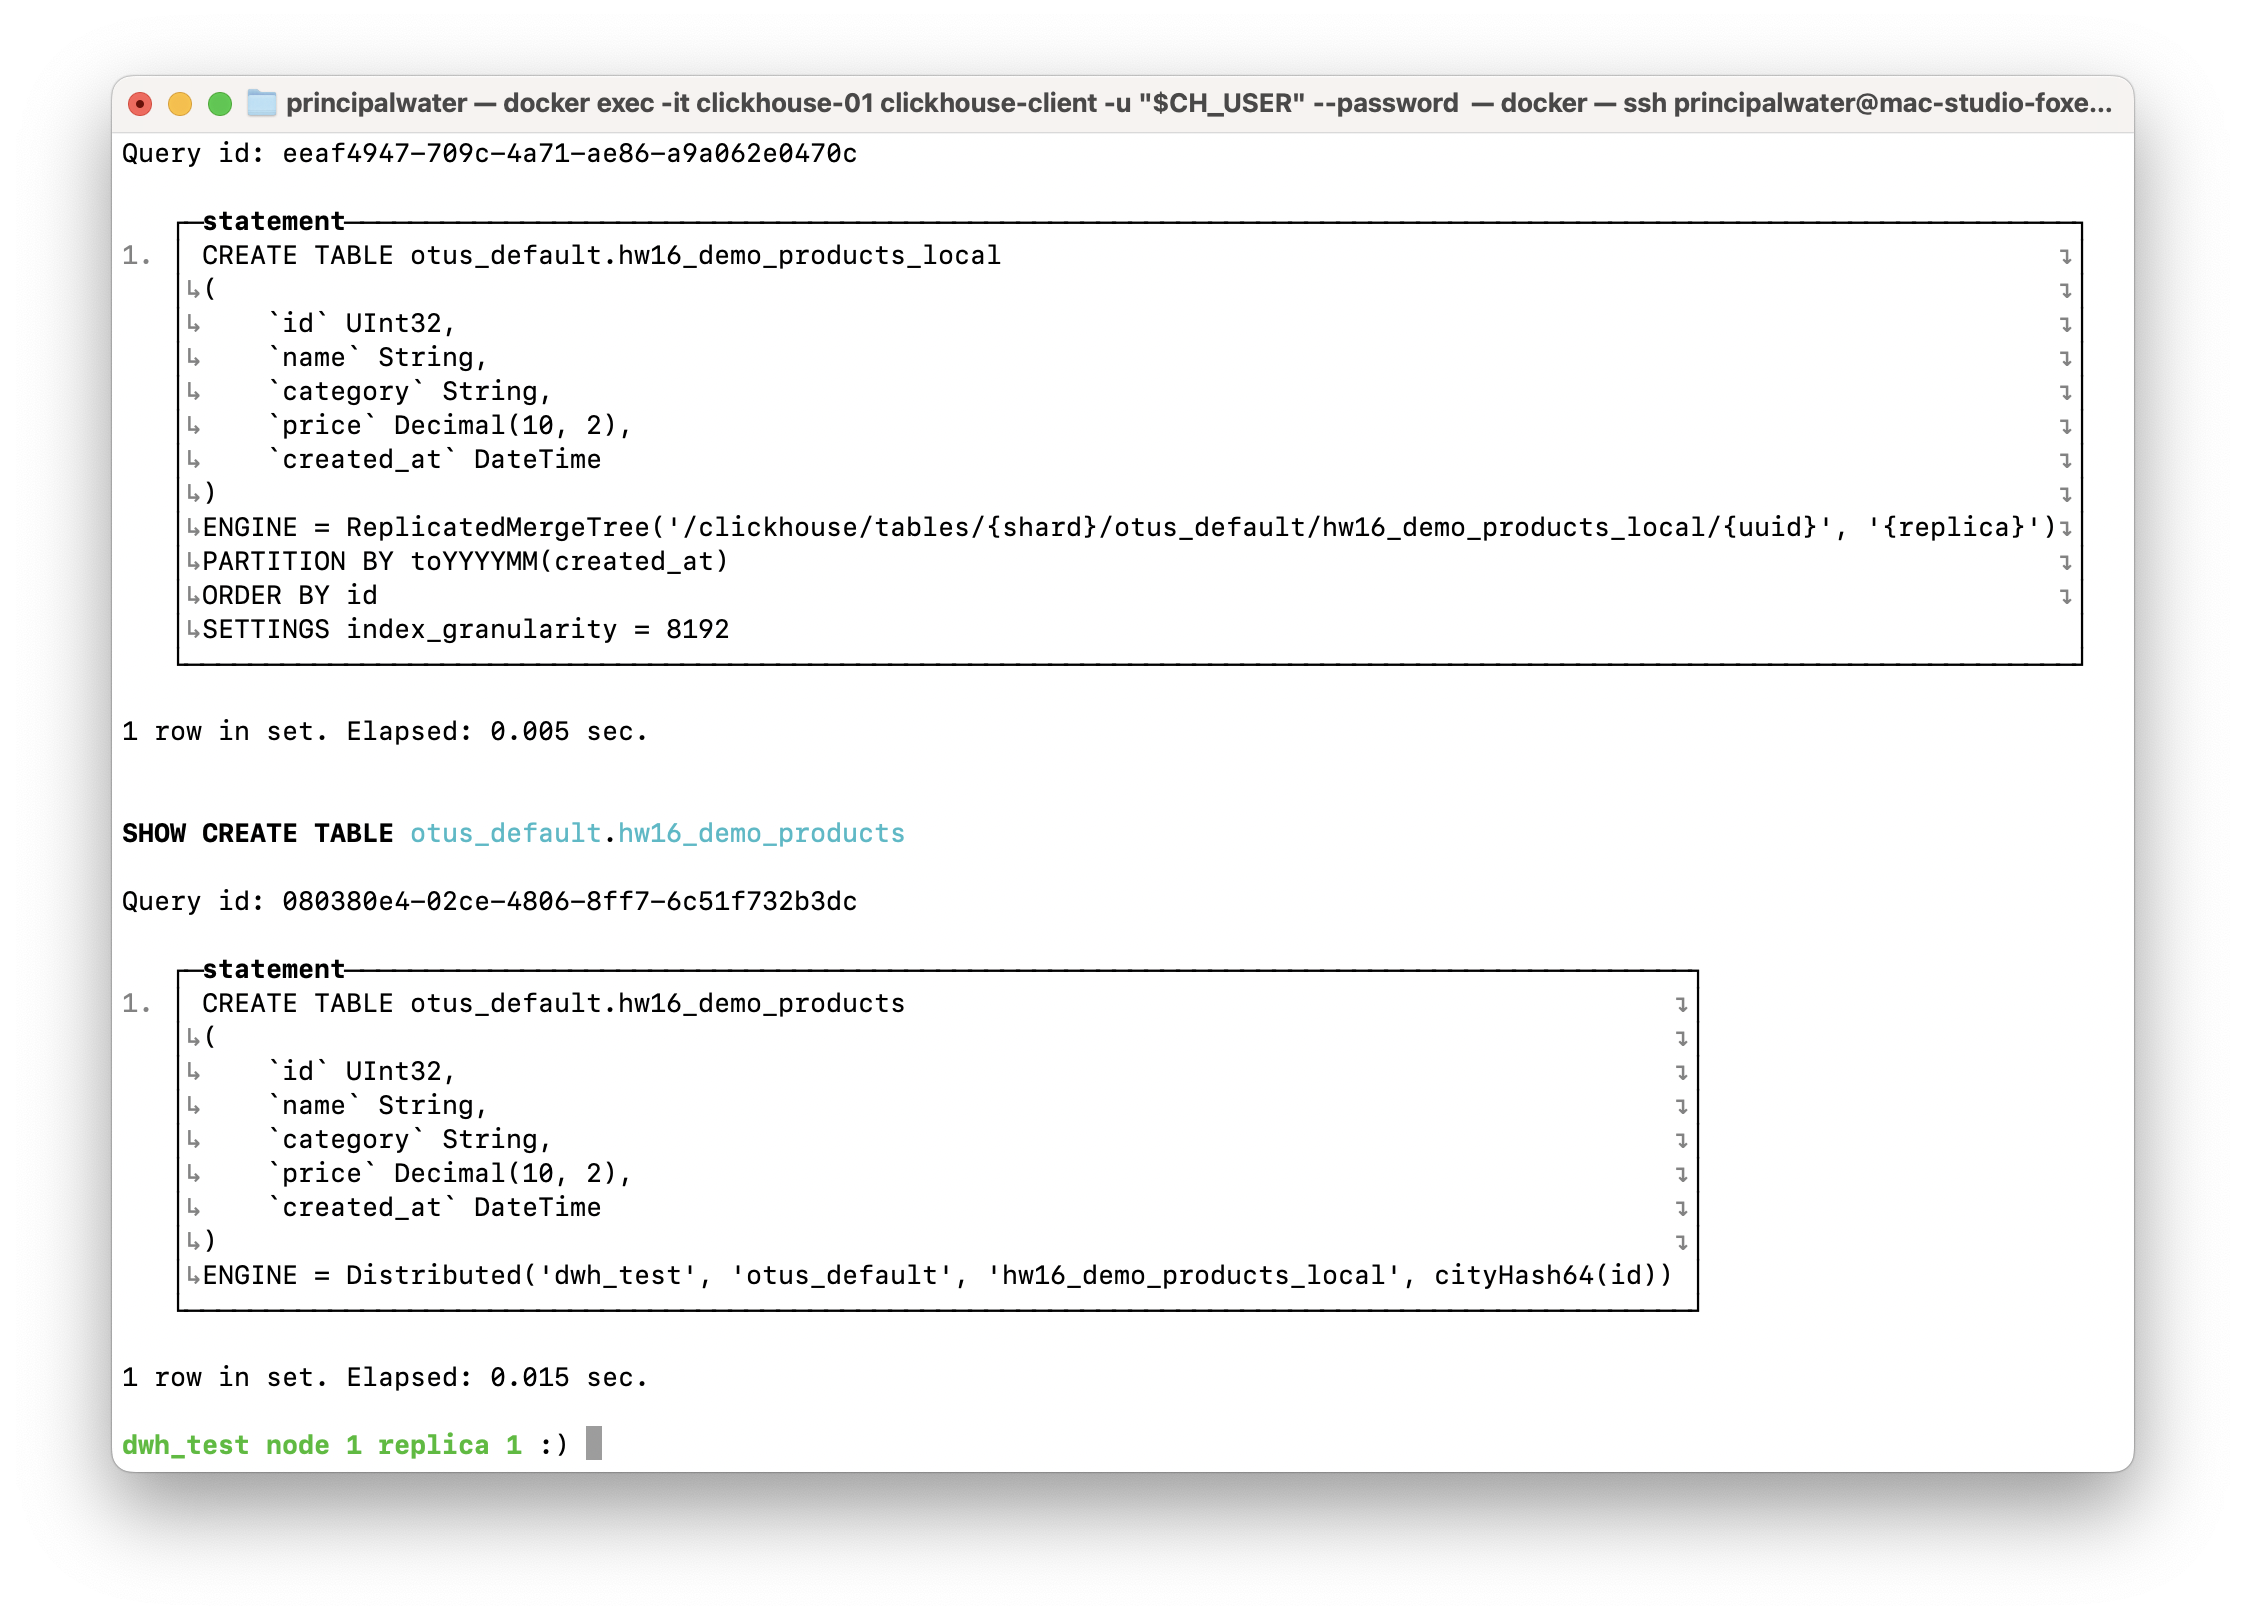 principalwater — docker exec -it clickhouse-01 clickhouse-client -u "$CH_USER" --password — docker — ssh principalwater@mac-studio-foxe...
Query id: eeaf4947-709c-4a71-ae86-a9a062e0470c
statement
1. CREATE TABLE otus_default.hw16_demo_products_local ↴
↳( ↴
↳    `id` UInt32, ↴
↳    `name` String, ↴
↳    `category` String, ↴
↳    `price` Decimal(10, 2), ↴
↳    `created_at` DateTime ↴
↳) ↴
↳ENGINE = ReplicatedMergeTree('/clickhouse/tables/{shard}/otus_default/hw16_demo_products_local/{uuid}', '{replica}')↴
↳PARTITION BY toYYYYMM(created_at) ↴
↳ORDER BY id ↴
↳SETTINGS index_granularity = 8192
1 row in set. Elapsed: 0.005 sec.
SHOW CREATE TABLE otus_default.hw16_demo_products
Query id: 080380e4-02ce-4806-8ff7-6c51f732b3dc
statement
1. CREATE TABLE otus_default.hw16_demo_products ↴
↳( ↴
↳    `id` UInt32, ↴
↳    `name` String, ↴
↳    `category` String, ↴
↳    `price` Decimal(10, 2), ↴
↳    `created_at` DateTime ↴
↳) ↴
↳ENGINE = Distributed('dwh_test', 'otus_default', 'hw16_demo_products_local', cityHash64(id))
1 row in set. Elapsed: 0.015 sec.
dwh_test node 1 replica 1 :)